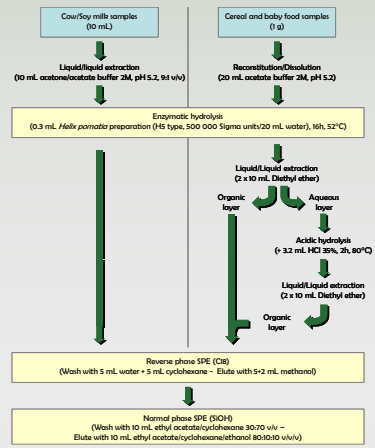 Cow/Soy milk samples
(10 mL)
Cereal and baby food samples
(1 g)
Liquid/liquid extraction
(10 mL acetone/acetate buffer 2M, pH 5.2, 9:1 v/v)
Reconstitution/Dissolution
(20 mL acetate buffer 2M, pH 5.2)
Enzymatic hydrolysis
(0.3 mL Helix pomatia preparation (HS type, 500 000 Sigma units/20 mL water), 16h, 52°C)
Liquid/Liquid extraction
(2 x 10 mL Diethyl ether)
Organic
layer
Aqueous
layer
Acidic hydrolysis
(+ 3.2 mL HCl 35%, 2h, 80°C)
Liquid/Liquid extraction
(2 x 10 mL Diethyl ether)
Organic
layer
Reverse phase SPE (C18)
(Wash with 5 mL water + 5 mL cyclohexane - Elute with 5+2 mL methanol)
Normal phase SPE (SiOH)
(Wash with 10 mL ethyl acetate/cyclohexane 30:70 v/v –
Elute with 10 mL ethyl acetate/cyclohexane/ethanol 80:10:10 v/v/v)